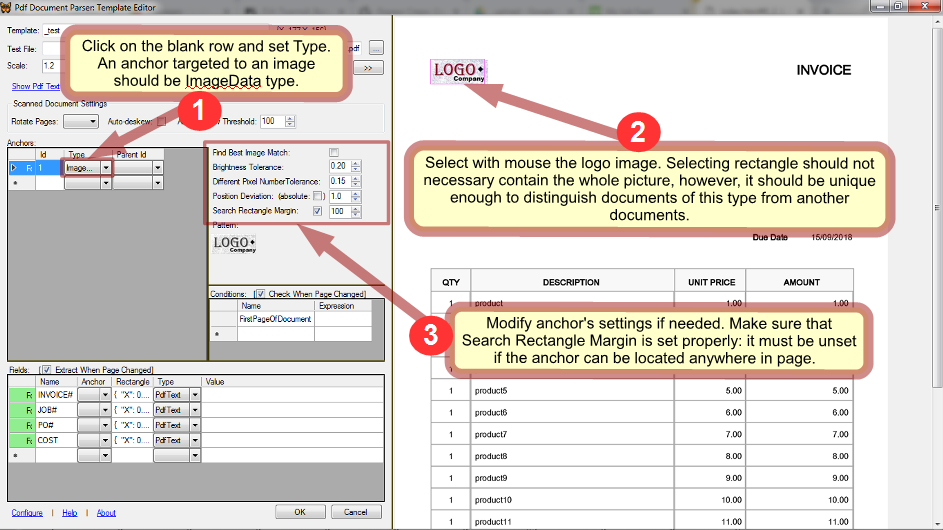 Pdf Document Parser: Template Editor
Template: _test
Test File: .pdf ...
Scale: 1.2 >>
Show Pdf Text
Click on the blank row and set Type.
An anchor targeted to an image
should be ImageData type.
1
Scanned Document Settings
Rotate Pages: Auto-deskew: Threshold: 100
Anchors:
Id Type Parent Id
1 Image...
Find Best Image Match:
Brightness Tolerance: 0.20
Different Pixel NumberTolerance: 0.15
Position Deviation: (absolute: ) 1.0
Search Rectangle Margin: 100
Pattern:
LOGO
Company
Conditions: [ Check When Page Changed]
Name Expression
FirstPageOfDocument
Fields: [ Extract When Page Changed]
Name Anchor Rectangle Type Value
INVOICE# { "X": 0.... PdfText
JOB# { "X": 0.... PdfText
PO# { "X": 0.... PdfText
COST { "X": 0.... PdfText
Configure | Help | About
OK Cancel
LOGO
Company
INVOICE
2
Select with mouse the logo image. Selecting rectangle should not
necessary contain the whole picture, however, it should be unique
enough to distinguish documents of this type from another
documents.
Due Date 15/09/2018
QTY DESCRIPTION UNIT PRICE AMOUNT
1 product 1.00 1.00
3
Modify anchor's settings if needed. Make sure that
Search Rectangle Margin is set properly: it must be unset
if the anchor can be located anywhere in page.
1 product5 5.00 5.00
1 product6 6.00 6.00
1 product7 7.00 7.00
1 product8 8.00 8.00
1 product9 9.00 9.00
1 product10 10.00 10.00
1 product11 11.00 11.00